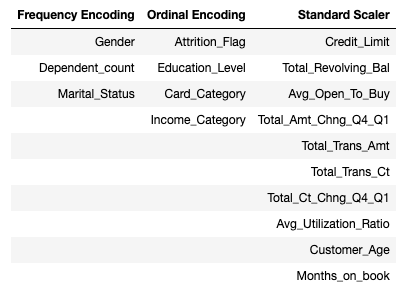 Frequency Encoding Ordinal Encoding Standard Scaler
Gender Attrition_Flag Credit_Limit
Dependent_count Education_Level Total_Revolving_Bal
Marital_Status Card_Category Avg_Open_To_Buy
Income_Category Total_Amt_Chng_Q4_Q1
Total_Trans_Amt
Total_Trans_Ct
Total_Ct_Chng_Q4_Q1
Avg_Utilization_Ratio
Customer_Age
Months_on_book